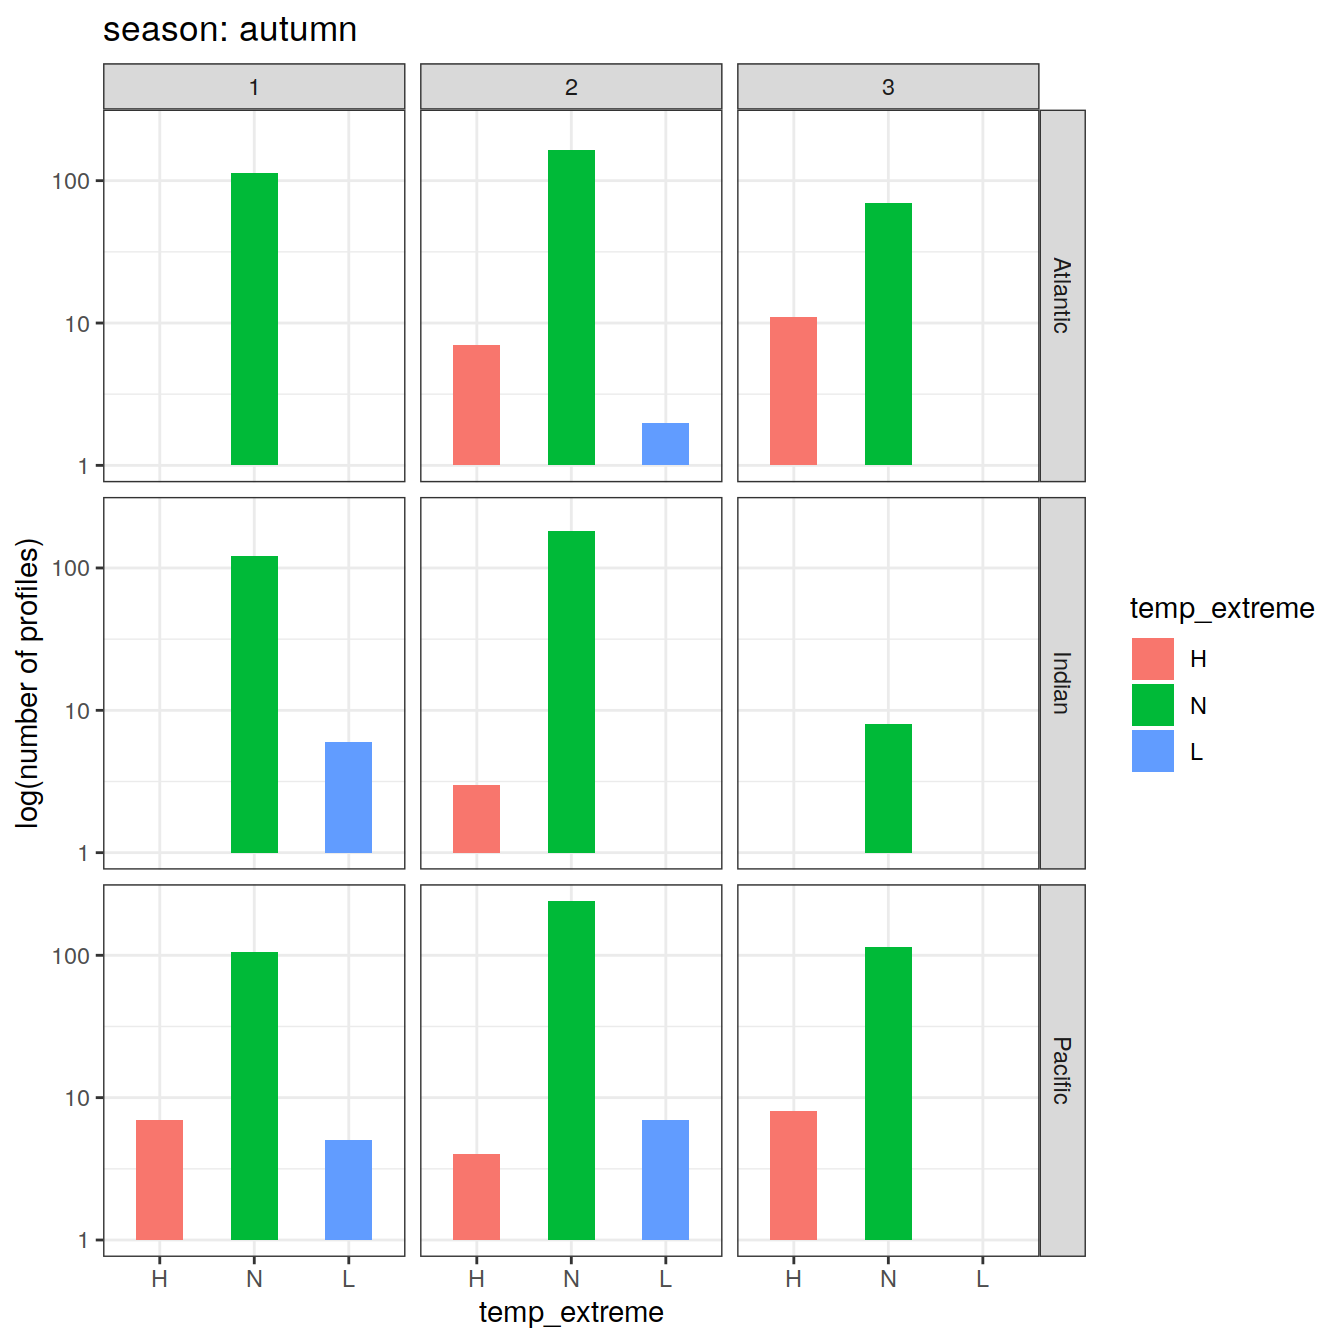 season: autumn
1 2 3
100
10
1
Atlantic
100
10
1
Indian
100
10
1
Pacific
H N L H N L H N L
temp_extreme
log(number of profiles)
temp_extreme
H
N
L